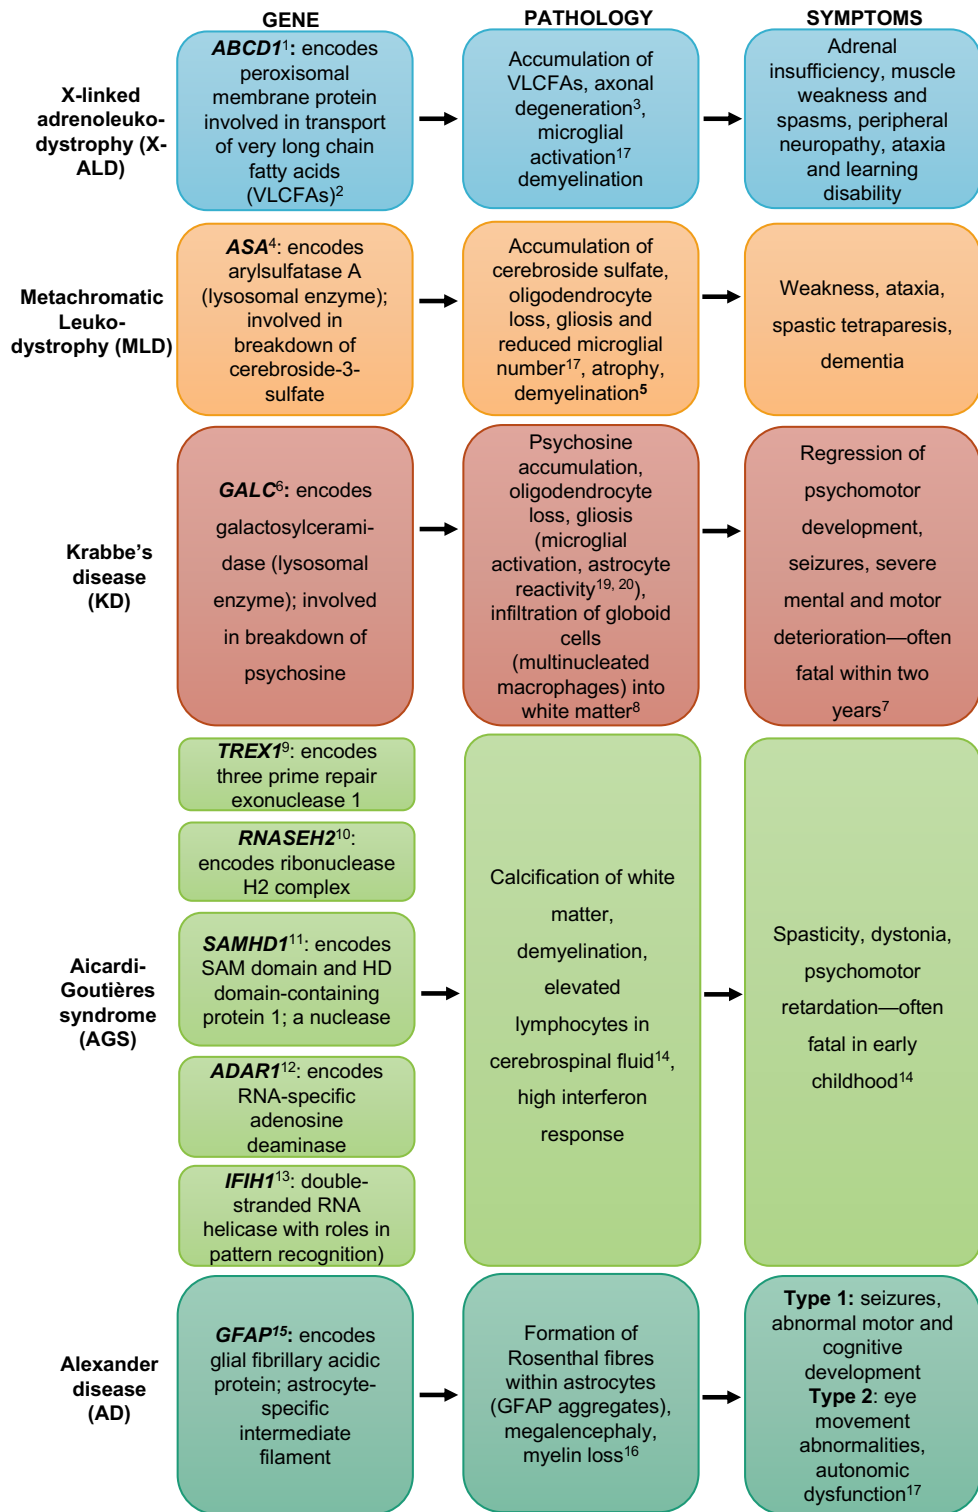 GENE
PATHOLOGY
SYMPTOMS
X-linked
adrenoleuko-
dystrophy (X-
ALD)
ABCD1¹: encodes
peroxisomal
membrane protein
involved in transport
of very long chain
fatty acids
(VLCFAs)²
Accumulation of
VLCFAs, axonal
degeneration³,
microglial
activation¹⁷
demyelination
Adrenal
insufficiency, muscle
weakness and
spasms, peripheral
neuropathy, ataxia
and learning
disability
Metachromatic
Leuko-
dystrophy (MLD)
ASA⁴: encodes
arylsulfatase A
(lysosomal enzyme);
involved in
breakdown of
cerebroside-3-
sulfate
Accumulation of
cerebroside sulfate,
oligodendrocyte
loss, gliosis and
reduced microglial
number¹⁷, atrophy,
demyelination⁵
Weakness, ataxia,
spastic tetraparesis,
dementia
Krabbe's
disease
(KD)
GALC⁶: encodes
galactosylcerami-
dase (lysosomal
enzyme); involved
in breakdown of
psychosine
Psychosine
accumulation,
oligodendrocyte
loss, gliosis
(microglial
activation, astrocyte
reactivity¹⁹, ²⁰),
infiltration of globoid
cells
(multinucleated
macrophages) into
white matter⁸
Regression of
psychomotor
development,
seizures, severe
mental and motor
deterioration—often
fatal within two
years⁷
Aicardi-
Goutières
syndrome
(AGS)
TREX1⁹: encodes
three prime repair
exonuclease 1
RNASEH2¹⁰:
encodes ribonuclease
H2 complex
SAMHD1¹¹: encodes
SAM domain and HD
domain-containing
protein 1; a nuclease
ADAR1¹²: encodes
RNA-specific
adenosine
deaminase
IFIH1¹³: double-
stranded RNA
helicase with roles in
pattern recognition)
Calcification of white
matter,
demyelination,
elevated
lymphocytes in
cerebrospinal fluid¹⁴,
high interferon
response
Spasticity, dystonia,
psychomotor
retardation—often
fatal in early
childhood¹⁴
Alexander
disease
(AD)
GFAP¹⁵: encodes
glial fibrillary acidic
protein; astrocyte-
specific
intermediate
filament
Formation of
Rosenthal fibres
within astrocytes
(GFAP aggregates),
megalencephaly,
myelin loss¹⁶
Type 1: seizures,
abnormal motor and
cognitive
development
Type 2: eye
movement
abnormalities,
autonomic
dysfunction¹⁷